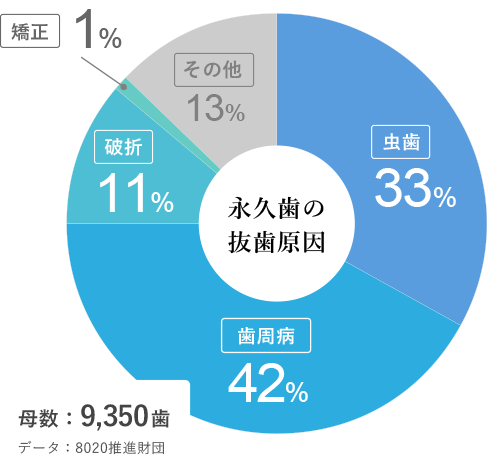 矯正
1%
その他
13%
虫歯
33%
破折
11%
永久歯の
抜歯原因
歯周病
42%
母数：9,350歯
データ：8020推進財団